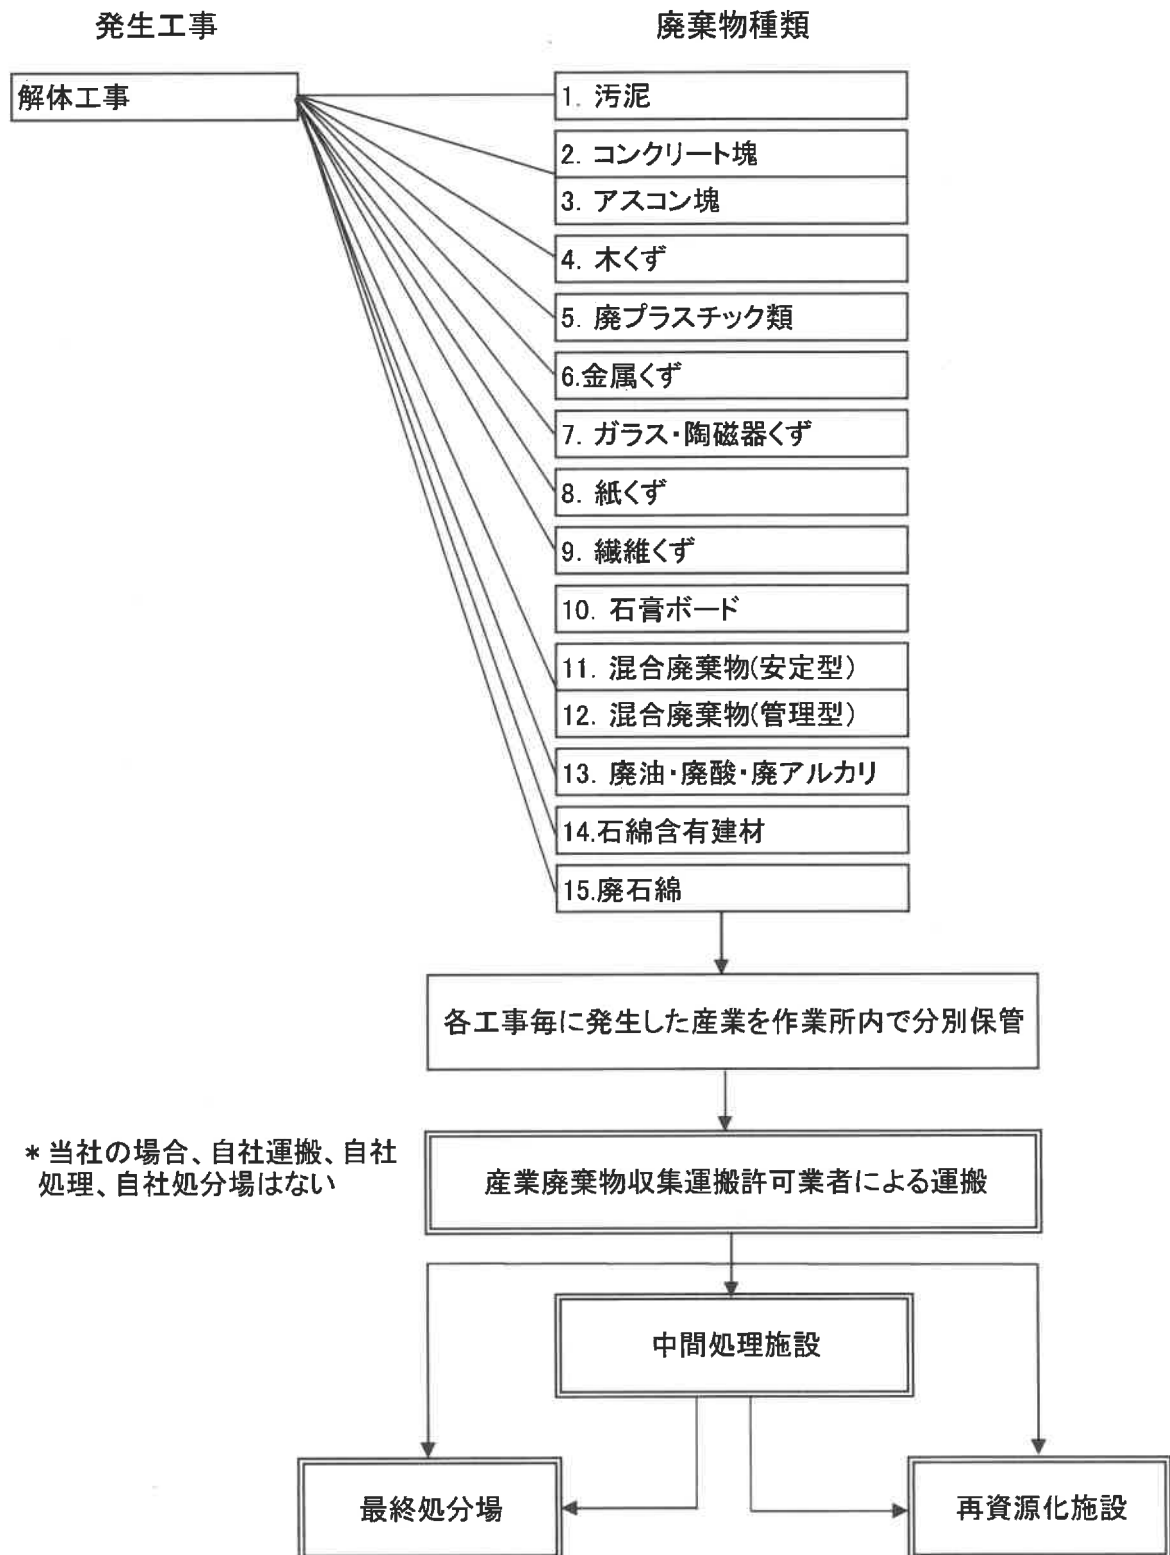 発生工事
廃棄物種類
解体工事
1. 汚泥
2. コンクリート塊
3. アスコン塊
4. 木くず
5. 廃プラスチック類
6.金属くず
7. ガラス・陶磁器くず
8. 紙くず
9. 繊維くず
10. 石膏ボード
11. 混合廃棄物(安定型)
12. 混合廃棄物(管理型)
13. 廃油・廃酸・廃アルカリ
14.石綿含有建材
15.廃石綿
各工事毎に発生した産業を作業所内で分別保管
＊当社の場合、自社運搬、自社
処理、自社処分場はない
産業廃棄物収集運搬許可業者による運搬
中間処理施設
最終処分場
再資源化施設